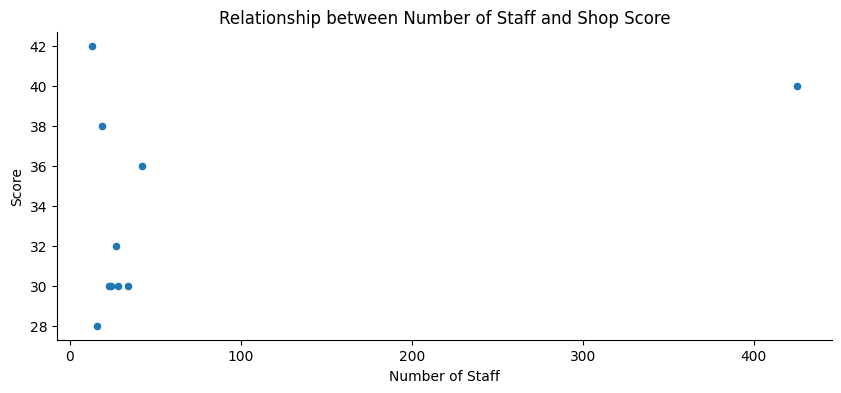 Relationship between Number of Staff and Shop Score
Score
42
40
38
36
34
32
30
28
0 100 200 300 400
Number of Staff